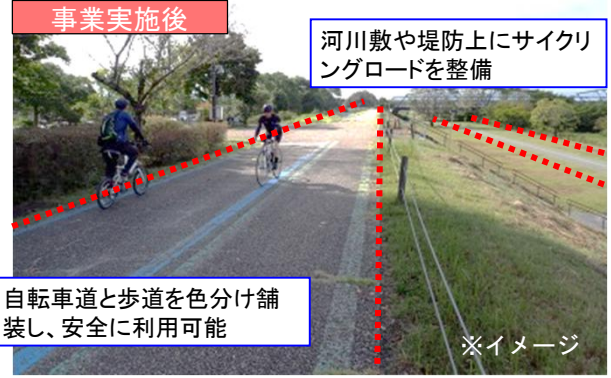 事業実施後
河川敷や堤防上にサイクリ
ングロードを整備
自転車道と歩道を色分け舗
装し、安全に利用可能
※イメージ